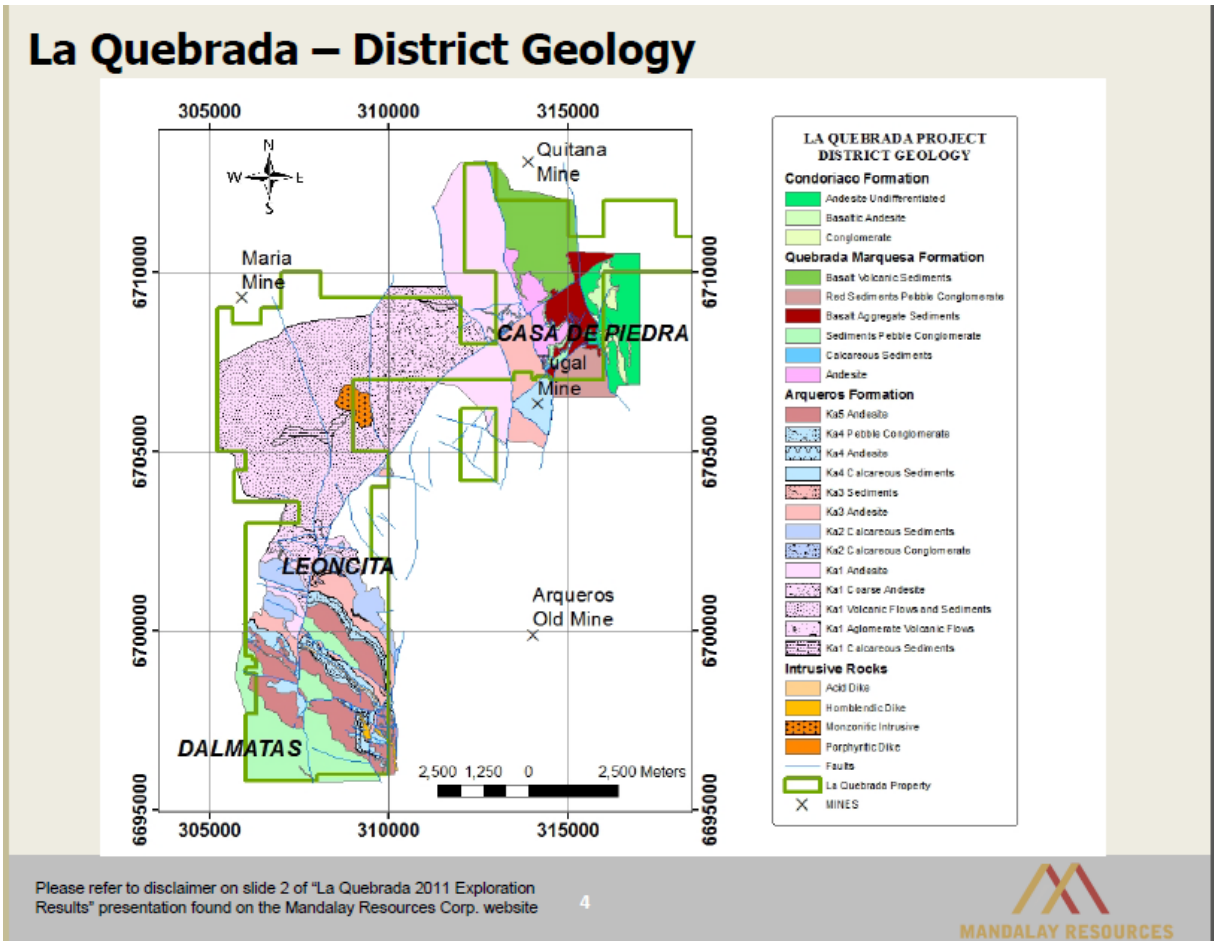 La Quebrada – District Geology
305000
310000
315000
N
W
E
S
Quitana
Mine
Maria
Mine
6710000
6710000
CASA DE PIEDRA
Tugal
Mine
6705000
6705000
LEONCITA
Arqueros
Old Mine
6700000
6700000
DALMATAS
2,500 1,250 0 2,500 Meters
6695000
6695000
305000
310000
315000
LA QUEBRADA PROJECT
DISTRICT GEOLOGY
Condoriaco Formation
Andesite Undifferentiated
Basaltic Andesite
Conglomerate
Quebrada Marquesa Formation
Basalt Volcanic Sediments
Red Sediments Pebble Conglomerate
Basalt Aggregate Sediments
Sediments Pebble Conglomerate
Calcareous Sediments
Andesite
Arqueros Formation
Ka5 Andesite
Ka4 Pebble Conglomerate
Ka4 Andesite
Ka4 Calcareous Sediments
Ka3 Sediments
Ka3 Andesite
Ka2 Calcareous Sediments
Ka2 Calcareous Conglomerate
Ka1 Andesite
Ka1 Coarse Andesite
Ka1 Volcanic Flows and Sediments
Ka1 Aglomerate Volcanic Flows
Ka1 Calcareous Sediments
Intrusive Rocks
Acid Dike
Hornblendic Dike
Monzonitic Intrusive
Porphyritic Dike
Faults
La Quebrada Property
MINES
Please refer to disclaimer on slide 2 of “La Quebrada 2011 Exploration
Results” presentation found on the Mandalay Resources Corp. website
4
MANDALAY RESOURCES